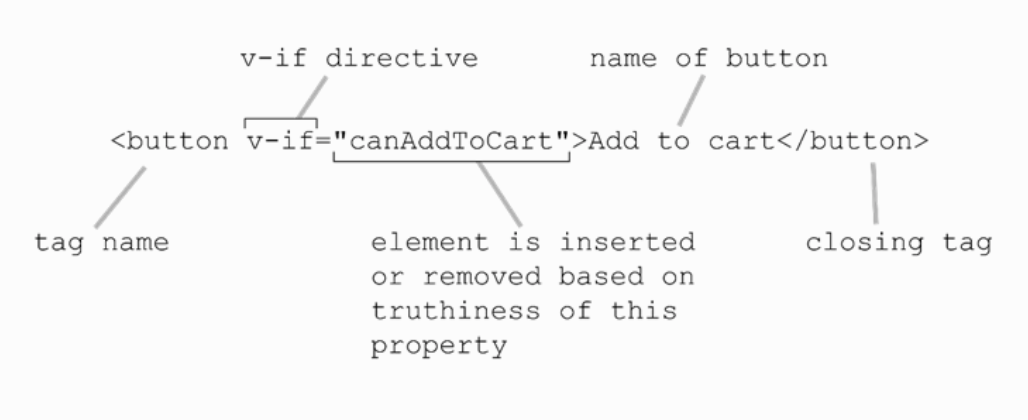 v-if directive
name of button
<button v-if="canAddToCart">Add to cart</button>
tag name
element is inserted
or removed based on
truthiness of this
property
closing tag